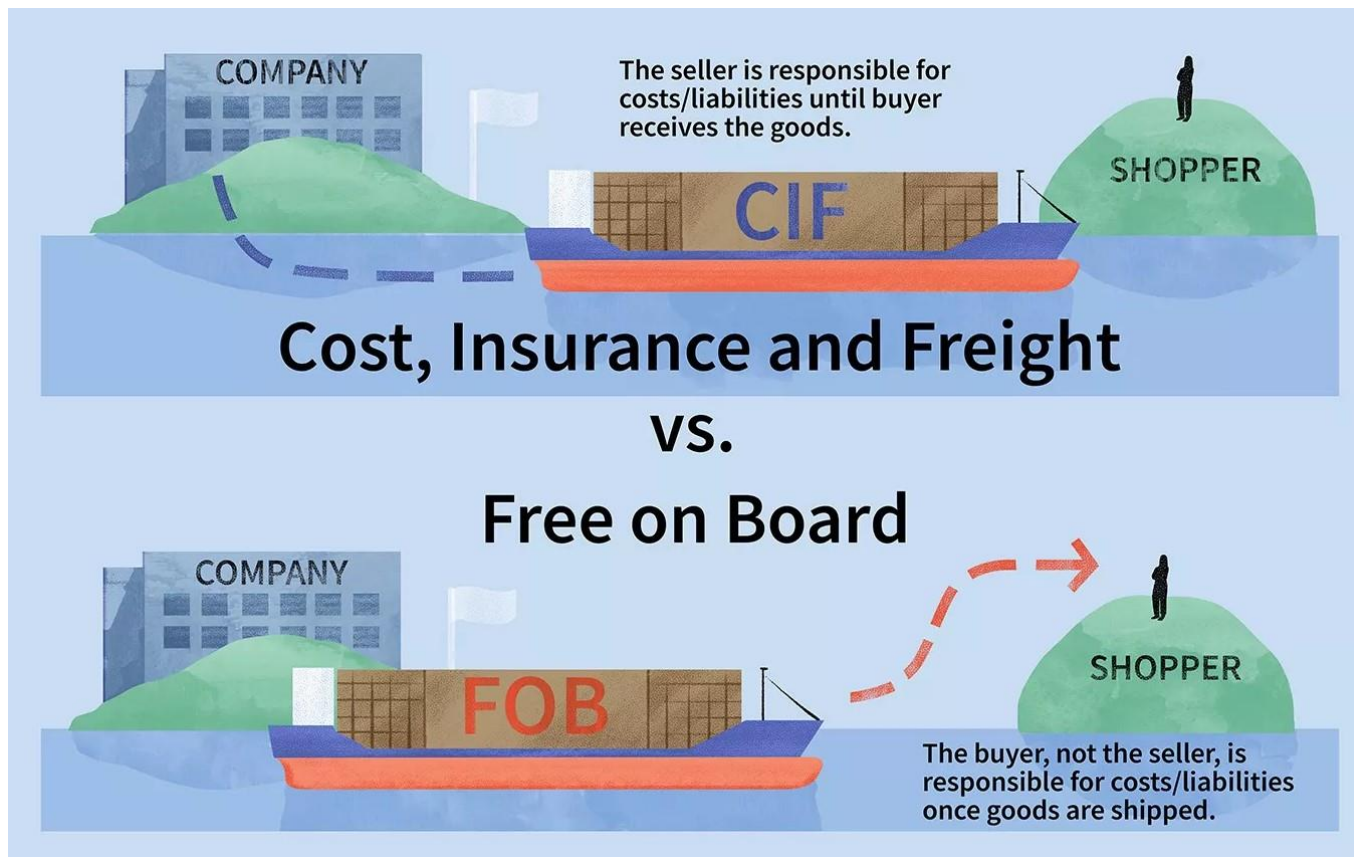 COMPANY
The seller is responsible for
costs/liabilities until buyer
receives the goods.
SHOPPER
CIF
Cost, Insurance and Freight
vs.
Free on Board
COMPANY
SHOPPER
FOB
The buyer, not the seller, is
responsible for costs/liabilities
once goods are shipped.